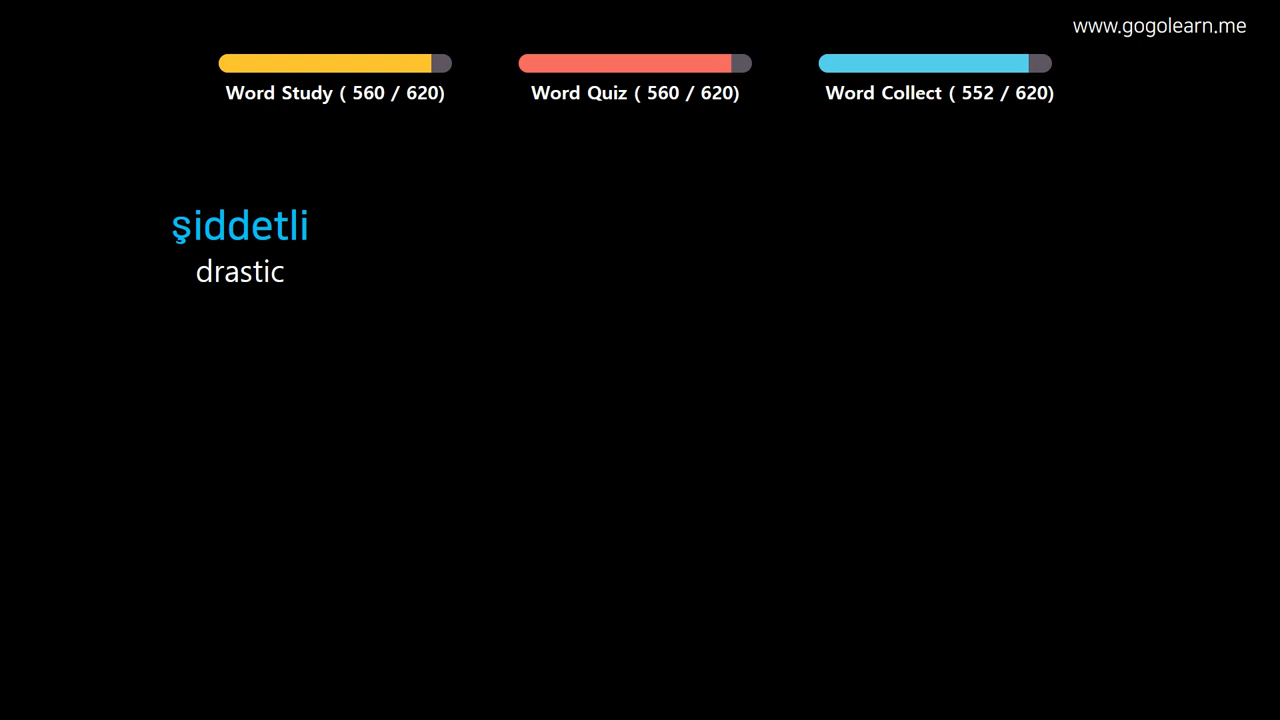 www.gogolearn.me
Word Study ( 560 / 620)
Word Quiz ( 560 / 620)
Word Collect ( 552 / 620)
şiddetli
drastic